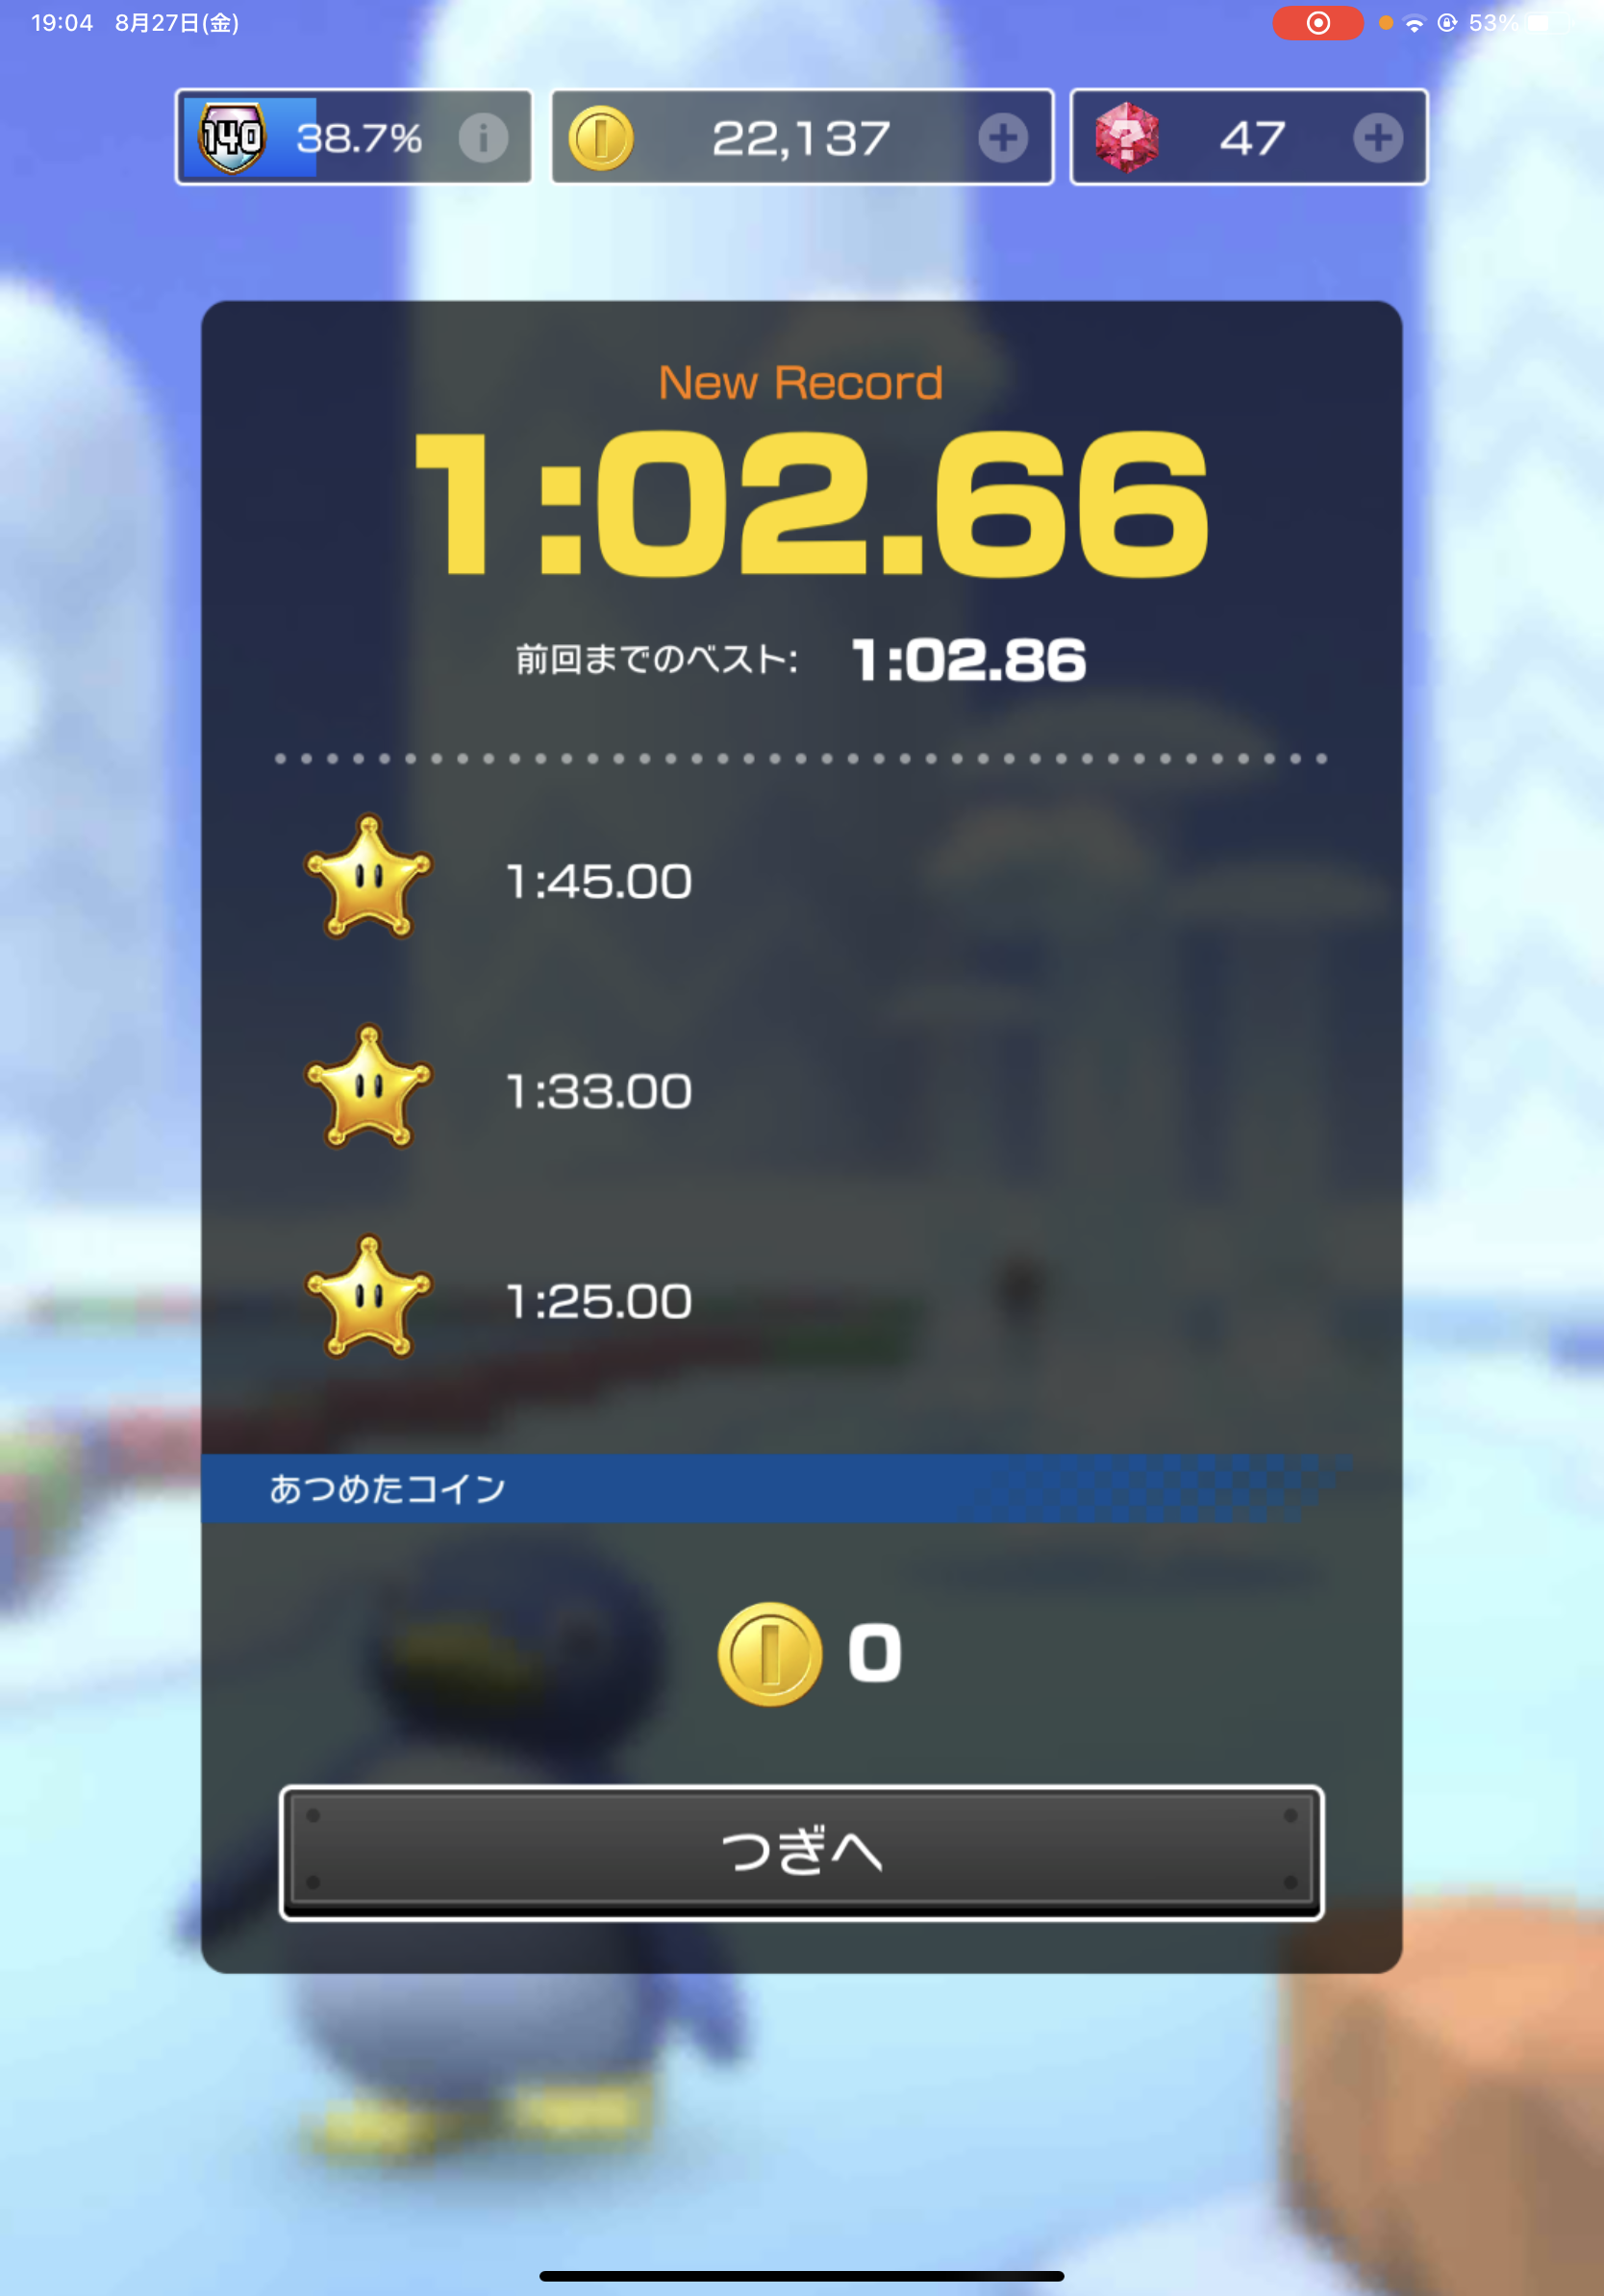 19:04 8月27日(金) 53%
140 38.7% i 22,137 + ? 47 +
New Record
1:02.66
前回までのベスト: 1:02.86
1:45.00
1:33.00
1:25.00
あつめたコイン
0
つぎへ